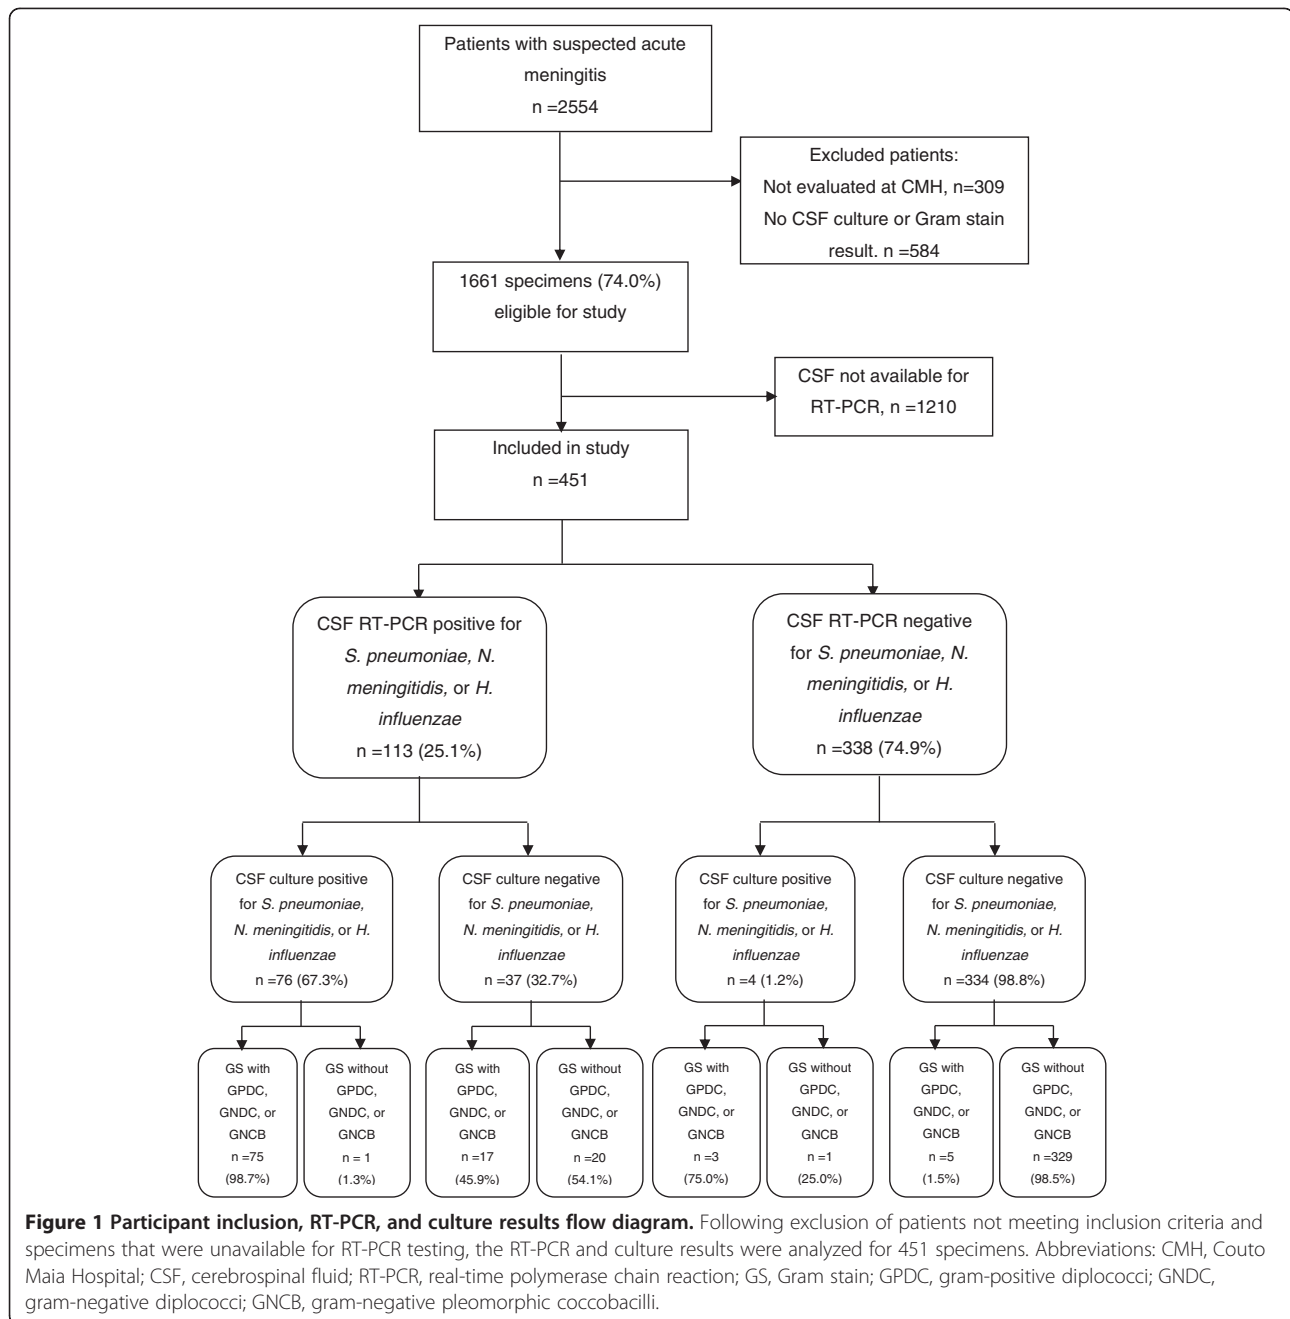 Patients with suspected acute
meningitis
n =2554
Excluded patients:
Not evaluated at CMH, n=309
No CSF culture or Gram stain
result. n =584
1661 specimens (74.0%)
eligible for study
CSF not available for
RT-PCR, n =1210
Included in study
n =451
CSF RT-PCR positive for
S. pneumoniae, N.
meningitidis, or H.
influenzae
n =113 (25.1%)
CSF RT-PCR negative
for S. pneumoniae, N.
meningitidis, or H.
influenzae
n =338 (74.9%)
CSF culture positive
for S. pneumoniae,
N. meningitidis, or H.
influenzae
n =76 (67.3%)
CSF culture negative
for S. pneumoniae,
N. meningitidis, or H.
influenzae
n =37 (32.7%)
CSF culture positive
for S. pneumoniae,
N. meningitidis, or H.
influenzae
n =4 (1.2%)
CSF culture negative
for S. pneumoniae,
N. meningitidis, or H.
influenzae
n =334 (98.8%)
GS with
GPDC,
GNDC, or
GNCB
n =75
(98.7%)
GS without
GPDC,
GNDC, or
GNCB
n = 1
(1.3%)
GS with
GPDC,
GNDC, or
GNCB
n =17
(45.9%)
GS without
GPDC,
GNDC, or
GNCB
n =20
(54.1%)
GS with
GPDC,
GNDC, or
GNCB
n =3
(75.0%)
GS without
GPDC,
GNDC, or
GNCB
n =1
(25.0%)
GS with
GPDC,
GNDC, or
GNCB
n =5
(1.5%)
GS without
GPDC,
GNDC, or
GNCB
n =329
(98.5%)
Figure 1 Participant inclusion, RT-PCR, and culture results flow diagram. Following exclusion of patients not meeting inclusion criteria and
specimens that were unavailable for RT-PCR testing, the RT-PCR and culture results were analyzed for 451 specimens. Abbreviations: CMH, Couto
Maia Hospital; CSF, cerebrospinal fluid; RT-PCR, real-time polymerase chain reaction; GS, Gram stain; GPDC, gram-positive diplococci; GNDC,
gram-negative diplococci; GNCB, gram-negative pleomorphic coccobacilli.